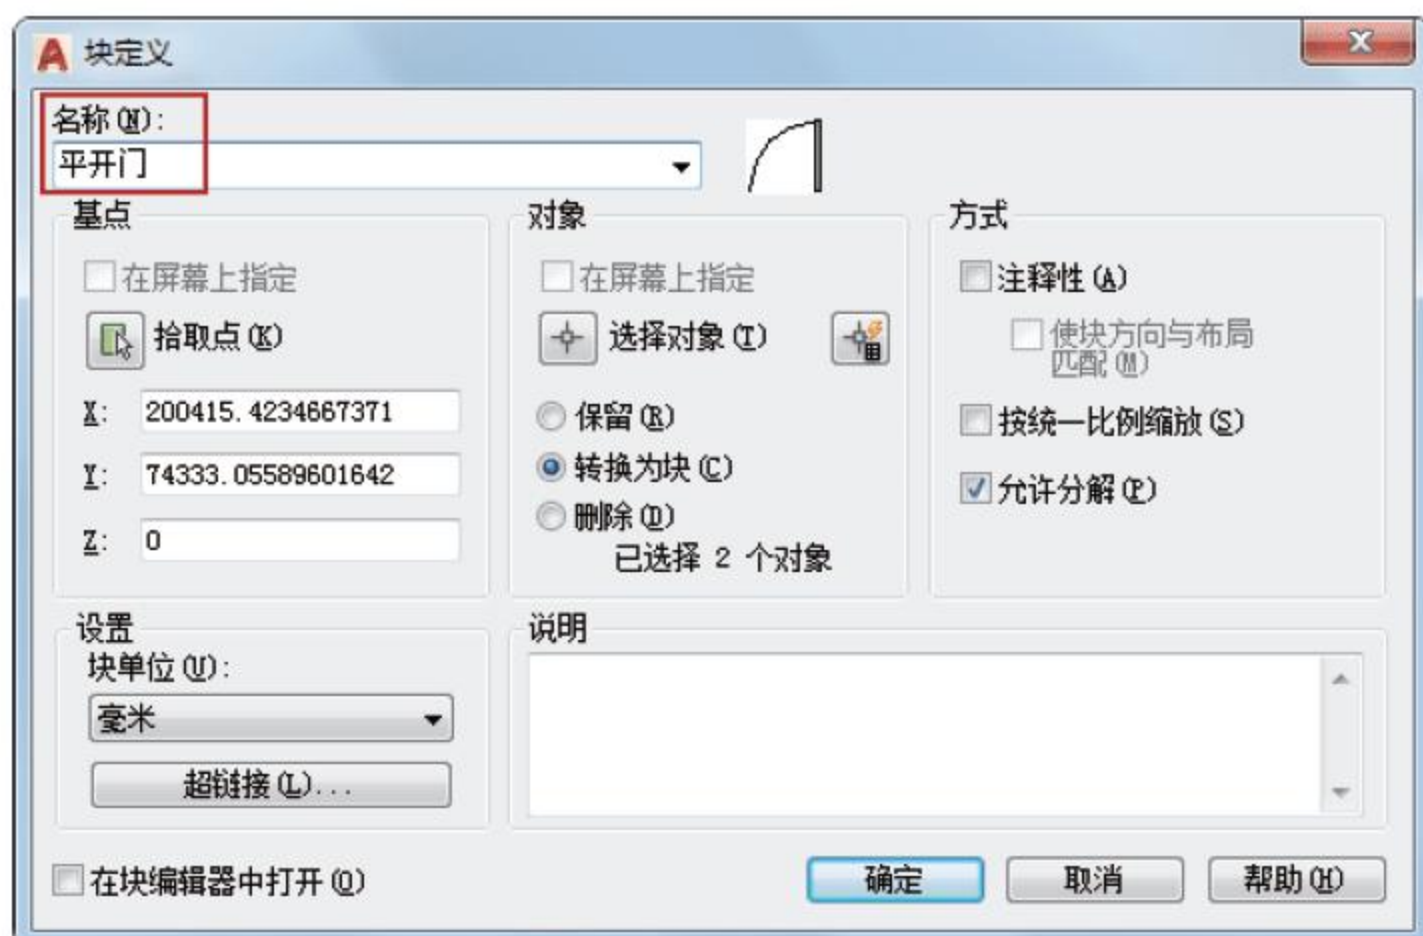 块定义
名称(N):
平开门
基点
在屏幕上指定
拾取点(K)
X: 200415.4234667371
Y: 74333.05589601642
Z: 0
对象
在屏幕上指定
选择对象(T)
保留(R)
转换为块(C)
删除(D)
已选择 2 个对象
方式
注释性(A)
使块方向与布局
匹配(M)
按统一比例缩放(S)
允许分解(P)
设置
块单位(U):
毫米
超链接(L)...
说明
在块编辑器中打开(O)
确定
取消
帮助(H)